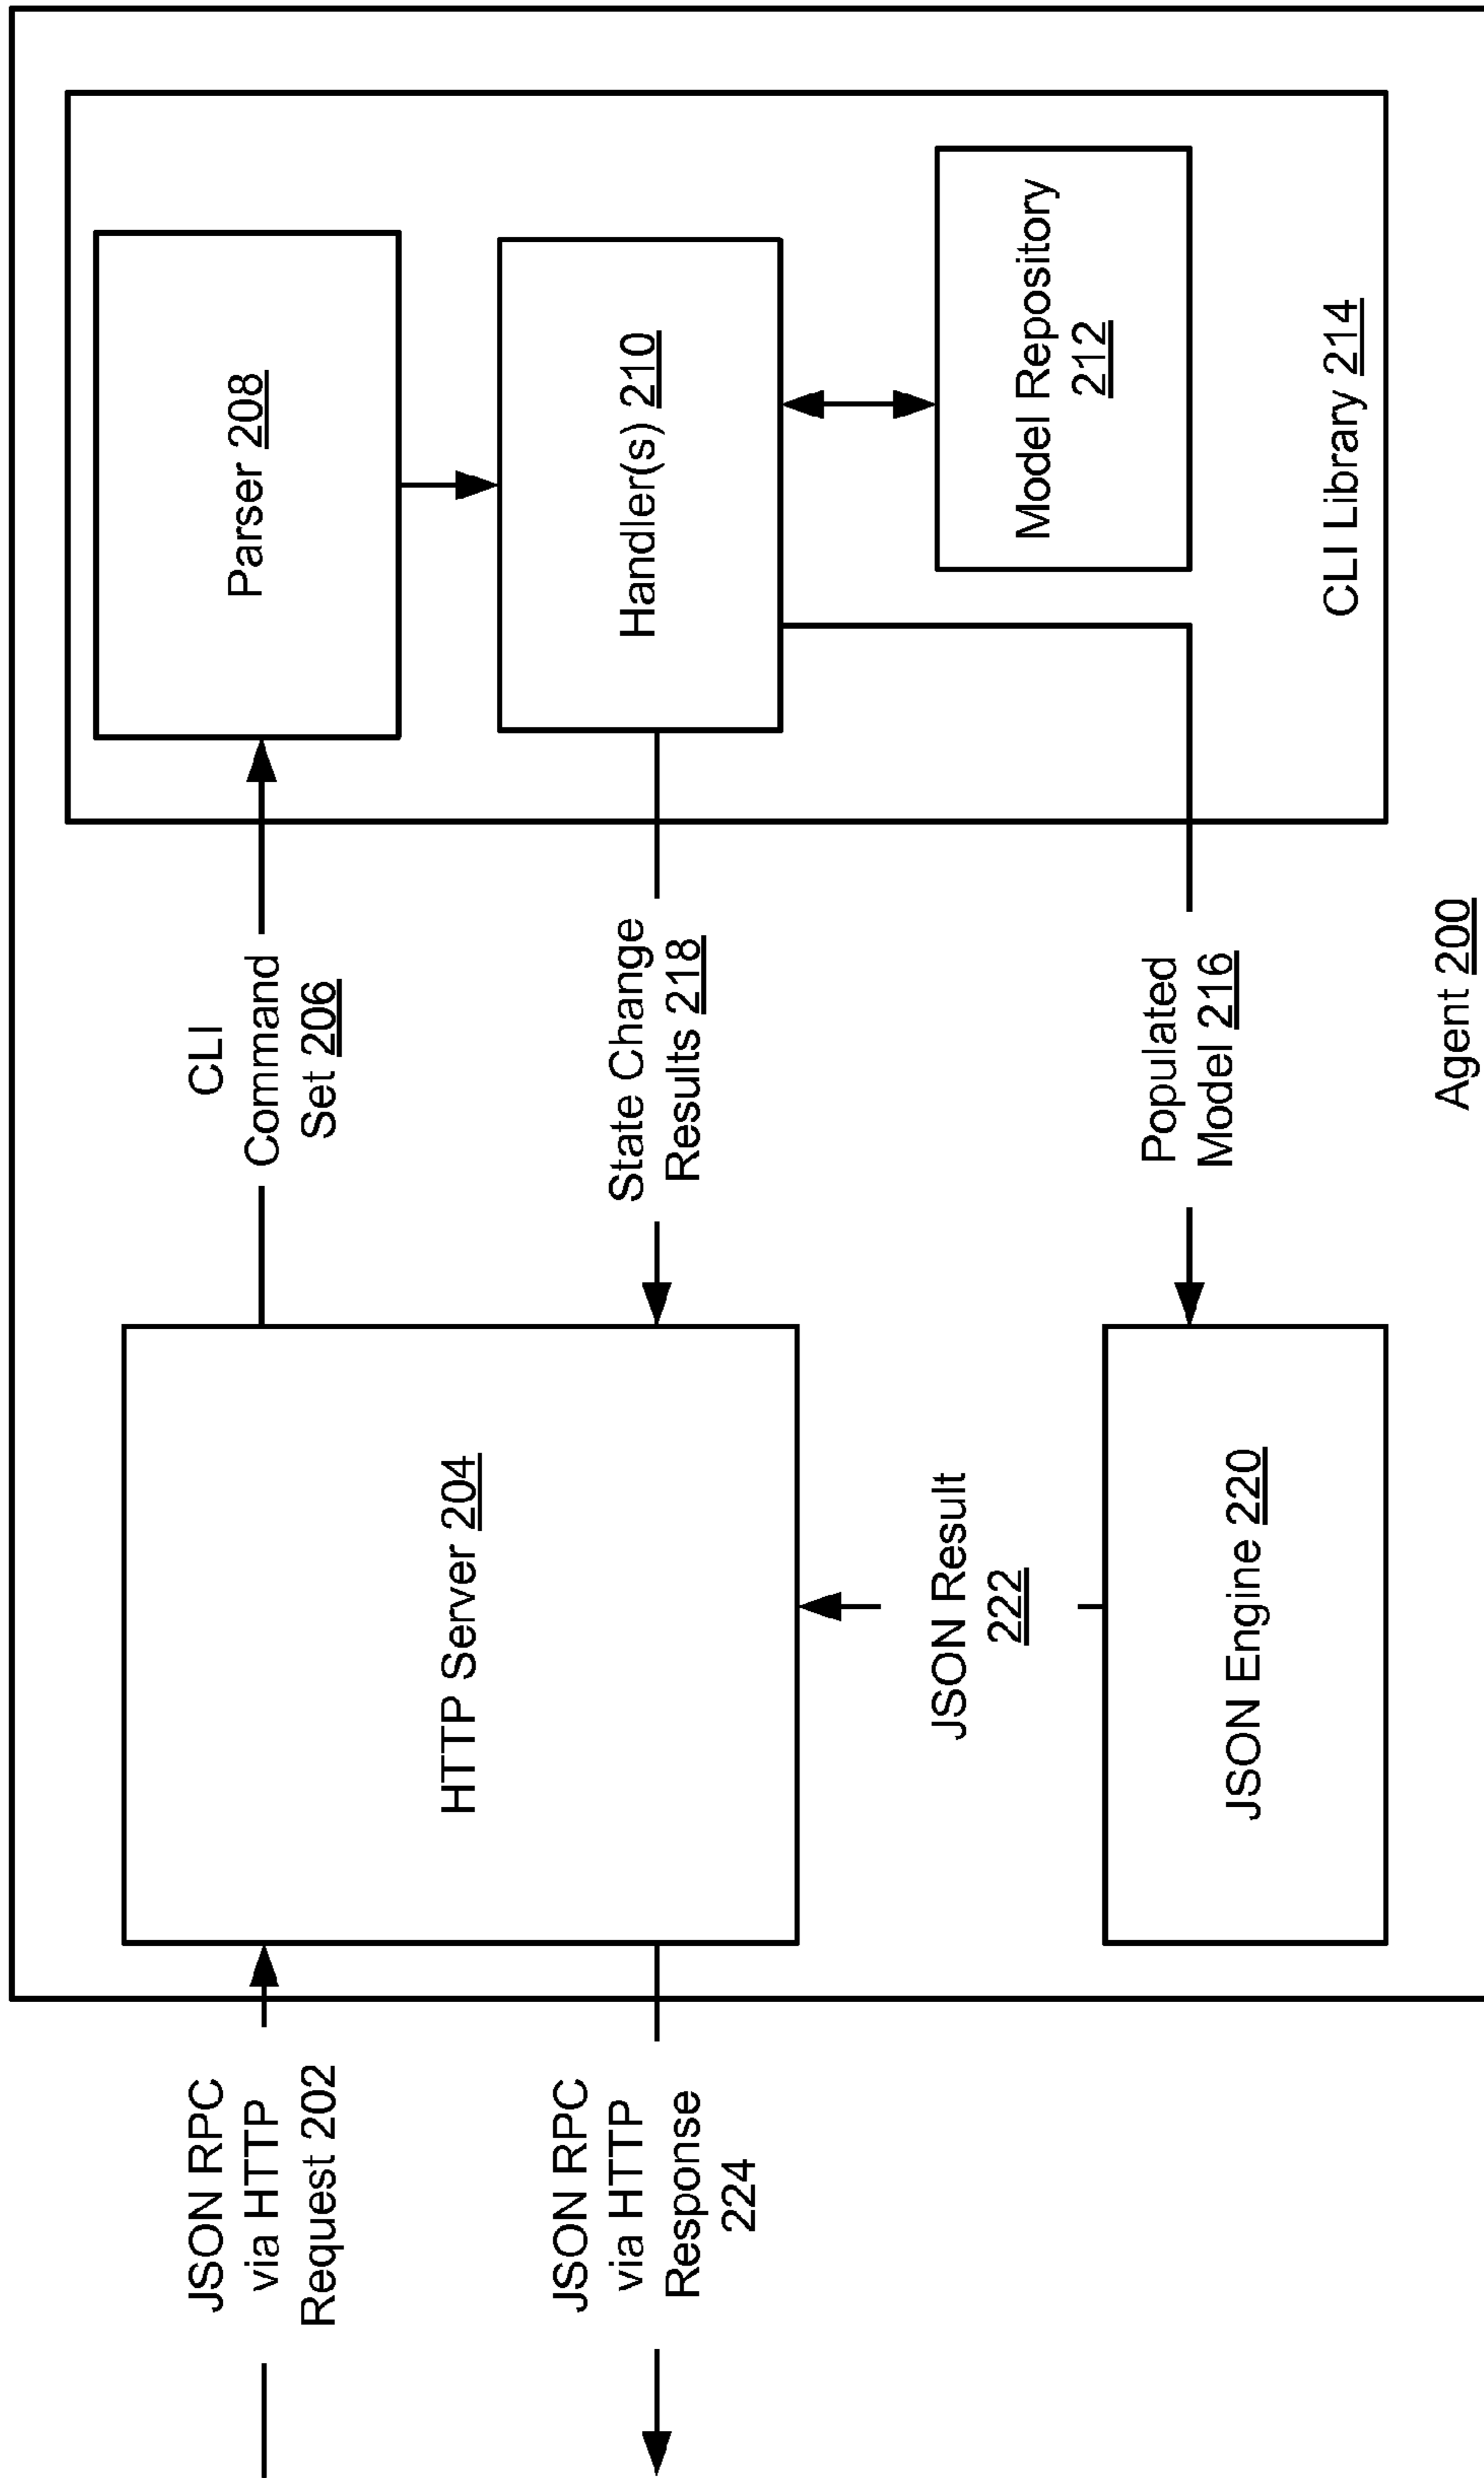 JSON RPC
via HTTP
Request 202
JSON RPC
via HTTP
Response
224
HTTP Server 204
JSON Result
222
JSON Engine 220
CLI
Command
Set 206
State Change
Results 218
Populated
Model 216
Agent 200
Parser 208
Handler(s) 210
Model Repository
212
CLI Library 214